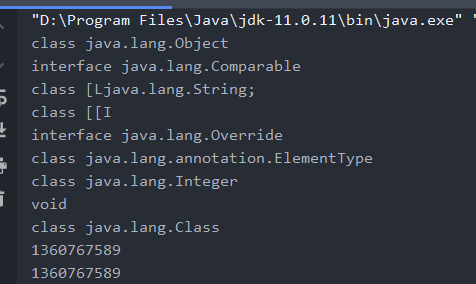 "D:\Program Files\Java\jdk-11.0.11\bin\java.exe" "
class java.lang.Object
interface java.lang.Comparable
class [Ljava.lang.String;
class [[I
interface java.lang.Override
class java.lang.annotation.ElementType
class java.lang.Integer
void
class java.lang.Class
1360767589
1360767589